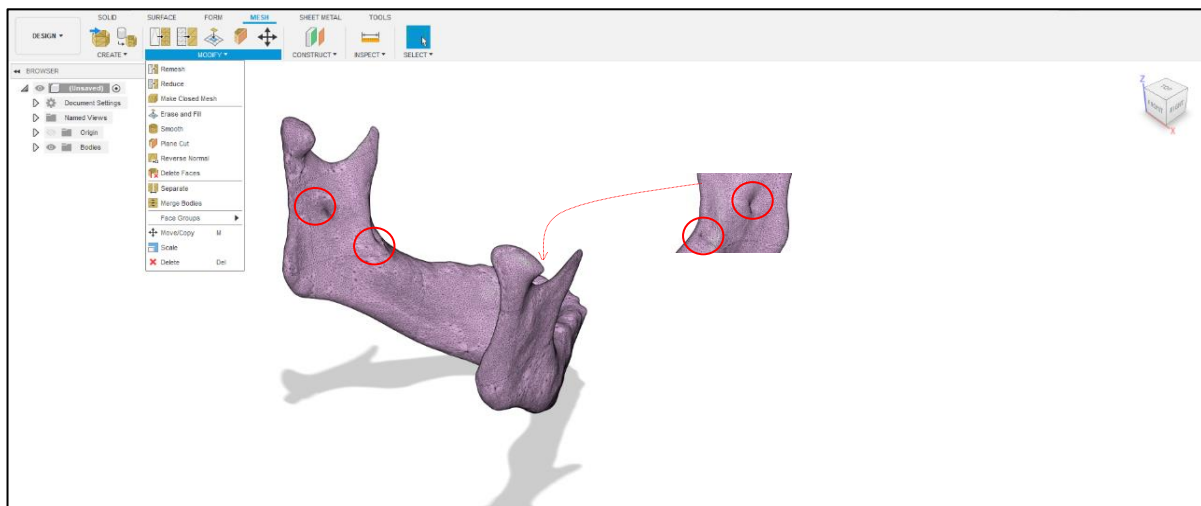 SOLID SURFACE FORM MESH SHEET METAL TOOLS
DESIGN ▾
CREATE ▾ MODIFY ▾ CONSTRUCT ▾ INSPECT ▾ SELECT ▾
BROWSER
(Unsaved)
Document Settings
Named Views
Origin
Bodies
Remesh
Reduce
Make Closed Mesh
Erase and Fill
Smooth
Plane Cut
Reverse Normal
Delete Faces
Separate
Merge Bodies
Face Groups
Move/Copy M
Scale
Delete Del
Z
TOP
FRONT RIGHT
X